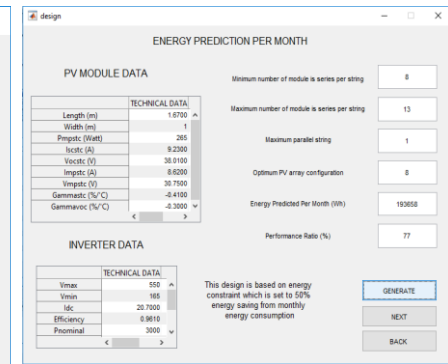 design
ENERGY PREDICTION PER MONTH
PV MODULE DATA
TECHNICAL DATA
Length (m) 1.6700
Width (m) 1
Pmpstc (Watt) 265
Iscstc (A) 9.2300
Vocstc (V) 38.0100
Impstc (A) 8.6200
Vmpstc (V) 30.7500
Gammastc (%/°C) -0.4100
Gammavoc (%/°C) -0.3000
INVERTER DATA
TECHNICAL DATA
Vmax 550
Vmin 165
Idc 20.7000
Efficiency 0.9610
Pnominal 3000
Minimum number of module is series per string 8
Maximum number of module is series per string 13
Maximum parallel string 1
Optimum PV array configuration 8
Energy Predicted Per Month (Wh) 193658
Performance Ratio (%) 77
This design is based on energy
constraint which is set to 50%
energy saving from monthly
energy consumption
GENERATE
NEXT
BACK